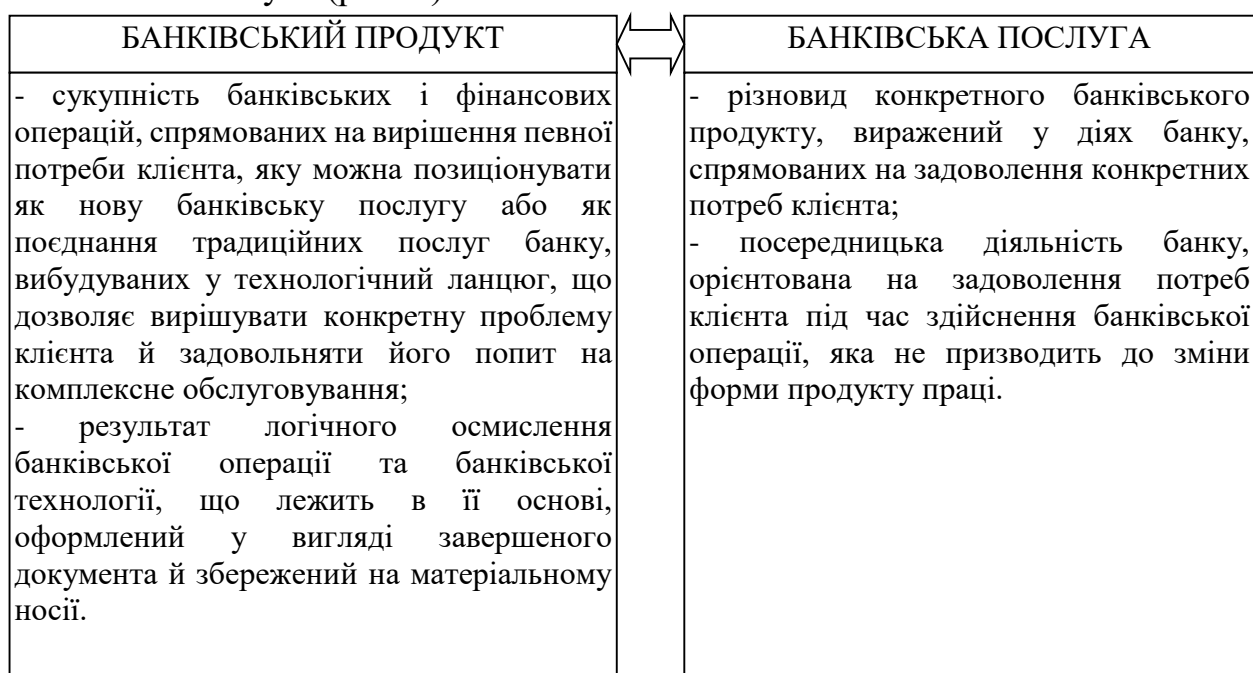 БАНКІВСЬКИЙ ПРОДУКТ
- сукупність банківських і фінансових
операцій, спрямованих на вирішення певної
потреби клієнта, яку можна позиціонувати
як нову банківську послугу або як
поєднання традиційних послуг банку,
вибудуваних у технологічний ланцюг, що
дозволяє вирішувати конкретну проблему
клієнта й задовольняти його попит на
комплексне обслуговування;
- результат логічного осмислення
банківської операції та банківської
технології, що лежить в її основі,
оформлений у вигляді завершеного
документа й збережений на матеріальному
носії.
БАНКІВСЬКА ПОСЛУГА
- різновид конкретного банківського
продукту, виражений у діях банку,
спрямованих на задоволення конкретних
потреб клієнта;
- посередницька діяльність банку,
орієнтована на задоволення потреб
клієнта під час здійснення банківської
операції, яка не призводить до зміни
форми продукту праці.